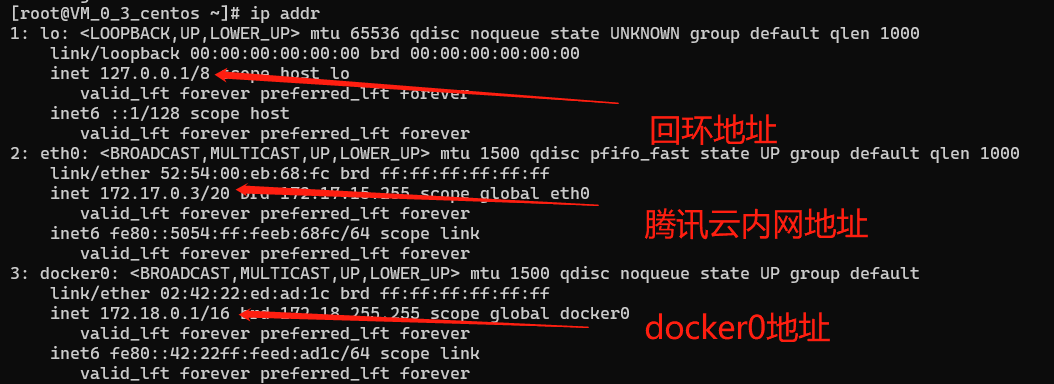 [root@VM_0_3_centos ~]# ip addr
1: lo: <LOOPBACK,UP,LOWER_UP> mtu 65536 qdisc noqueue state UNKNOWN group default qlen 1000
link/loopback 00:00:00:00:00:00 brd 00:00:00:00:00:00
inet 127.0.0.1/8 scope host lo
valid_lft forever preferred_lft forever
inet6 ::1/128 scope host
valid_lft forever preferred_lft forever
回环地址
2: eth0: <BROADCAST,MULTICAST,UP,LOWER_UP> mtu 1500 qdisc pfifo_fast state UP group default qlen 1000
link/ether 52:54:00:eb:68:fc brd ff:ff:ff:ff:ff:ff
inet 172.17.0.3/20 brd 172.17.15.255 scope global eth0
valid_lft forever preferred_lft forever
腾讯云内网地址
inet6 fe80::5054:ff:feeb:68fc/64 scope link
valid_lft forever preferred_lft forever
3: docker0: <BROADCAST,MULTICAST,UP,LOWER_UP> mtu 1500 qdisc noqueue state UP group default
link/ether 02:42:22:ed:ad:1c brd ff:ff:ff:ff:ff:ff
inet 172.18.0.1/16 brd 172.18.255.255 scope global docker0
valid_lft forever preferred_lft forever
docker0地址
inet6 fe80::42:22ff:feed:ad1c/64 scope link
valid_lft forever preferred_lft forever